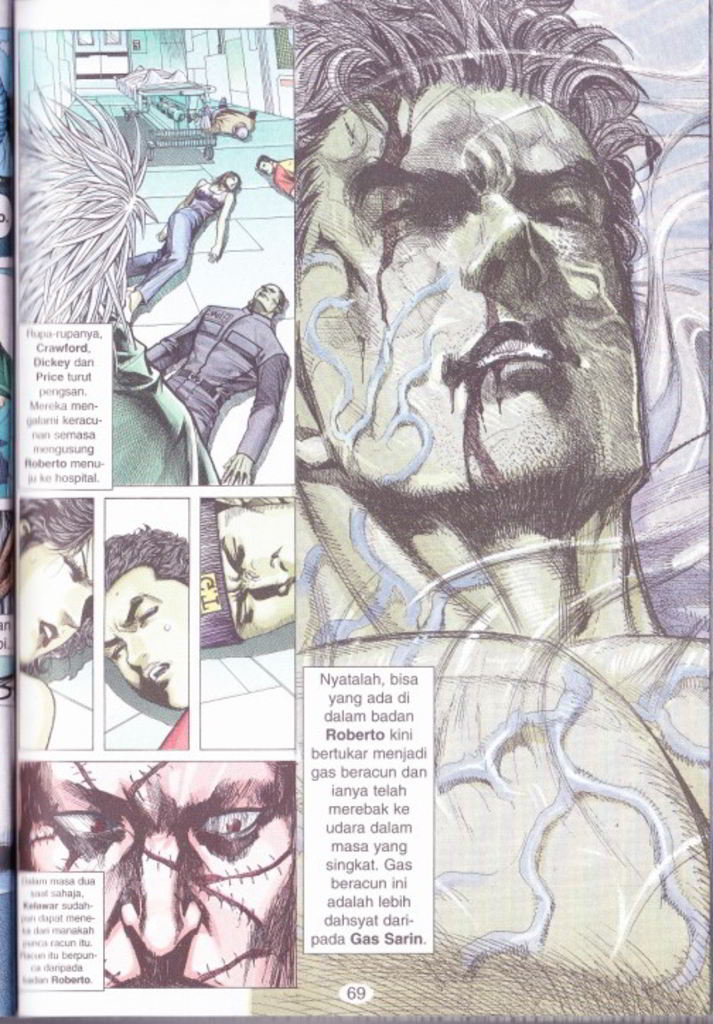 Rupa-rupanya,
Crawford,
Dickey dan
Price turut
pengsan.
Mereka men-
galami keracu-
nan semasa
mengusung
Roberto menu-
ju ke hospital.
Nyatalah, bisa
yang ada di
dalam badan
Roberto kini
bertukar menjadi
gas beracun dan
ianya telah
merebak ke
udara dalam
masa yang
singkat. Gas
beracun ini
adalah lebih
dahsyat dari-
pada Gas Sarin.
Dalam masa dua
saat sahaja,
Kelawar sudah-
pun dapat mene-
ka dari manakah
punca racun itu.
Racun itu berpun-
ca daripada
badan Roberto.
69